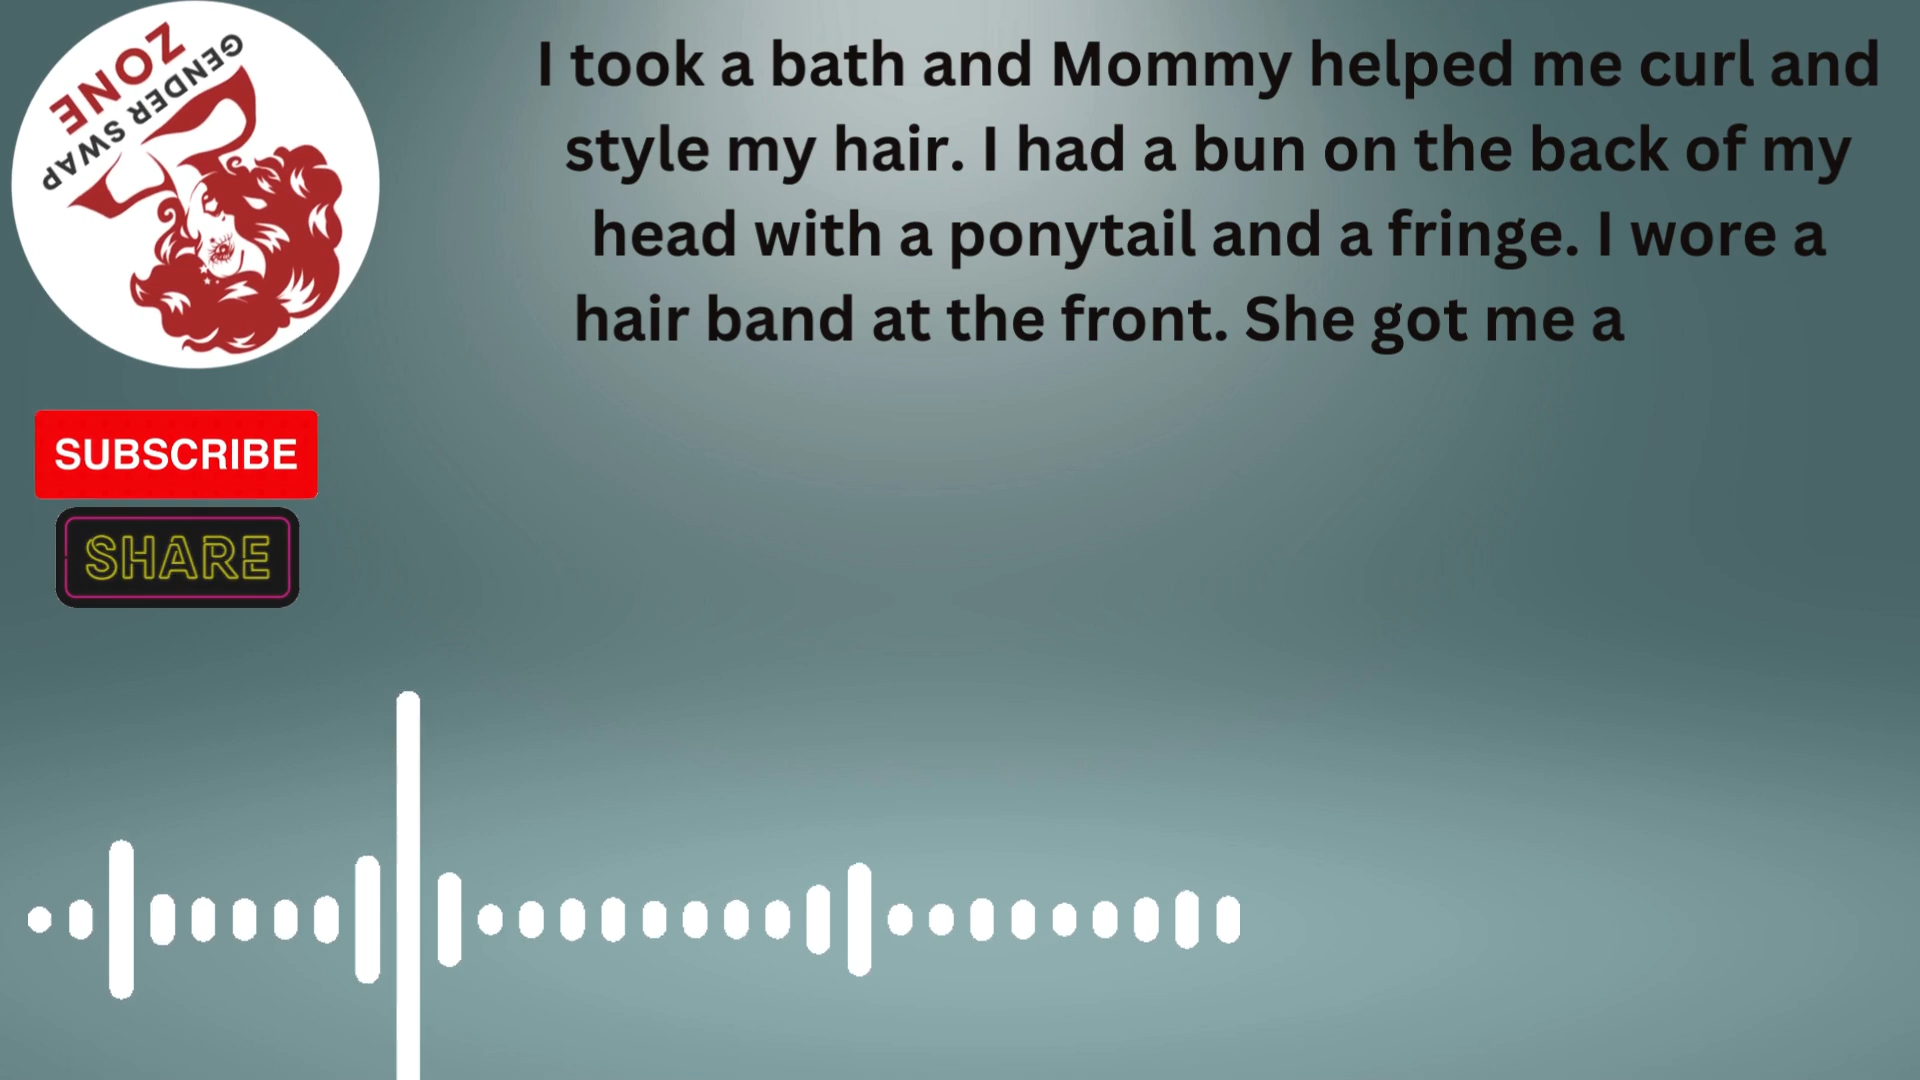 GENDER SWAP
ZONE
I took a bath and Mommy helped me curl and
style my hair. I had a bun on the back of my
head with a ponytail and a fringe. I wore a
hair band at the front. She got me a
SUBSCRIBE
SHARE